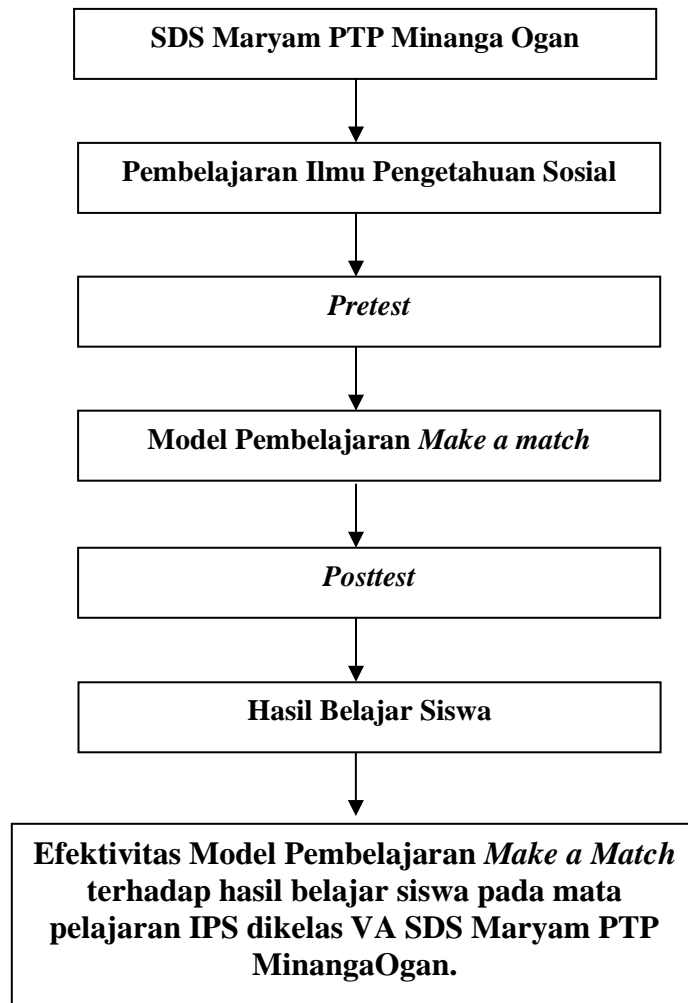 SDS Maryam PTP Minanga Ogan
Pembelajaran Ilmu Pengetahuan Sosial
Pretest
Model Pembelajaran Make a match
Posttest
Hasil Belajar Siswa
Efektivitas Model Pembelajaran Make a Match
terhadap hasil belajar siswa pada mata
pelajaran IPS dikelas VA SDS Maryam PTP
MinangaOgan.